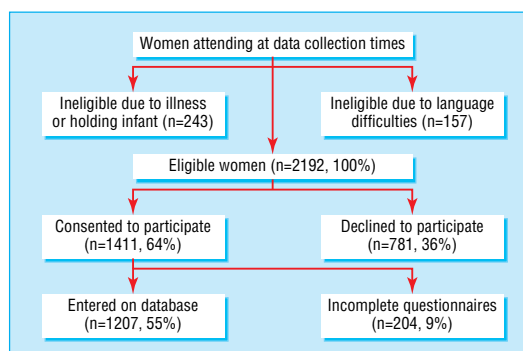 Women attending at data collection times
Ineligible due to illness
or holding infant (n=243)
Ineligible due to language
difficulties (n=157)
Eligible women (n=2192, 100%)
Consented to participate
(n=1411, 64%)
Declined to participate
(n=781, 36%)
Entered on database
(n=1207, 55%)
Incomplete questionnaires
(n=204, 9%)